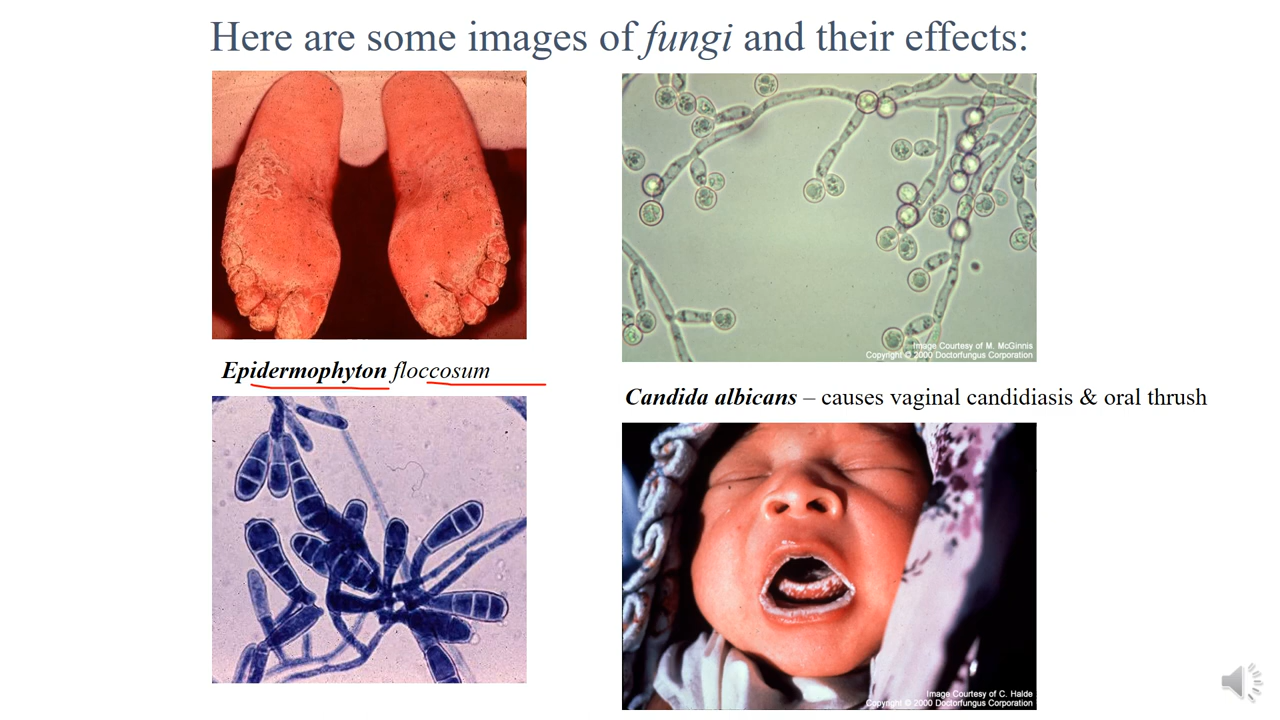 Here are some images of fungi and their effects:
Image Courtesy of M. McGinnis
Copyright © 2000 Doctorfungus Corporation
Epidermophyton floccosum
Candida albicans – causes vaginal candidiasis & oral thrush
Image Courtesy of C. Halde
Copyright © 2000 Doctorfungus Corporation